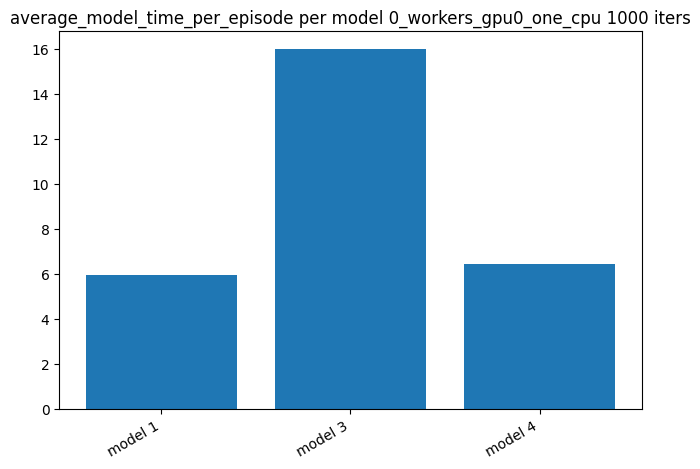 average_model_time_per_episode per model 0_workers_gpu0_one_cpu 1000 iters
16
14
12
10
8
6
4
2
0
model 1
model 3
model 4